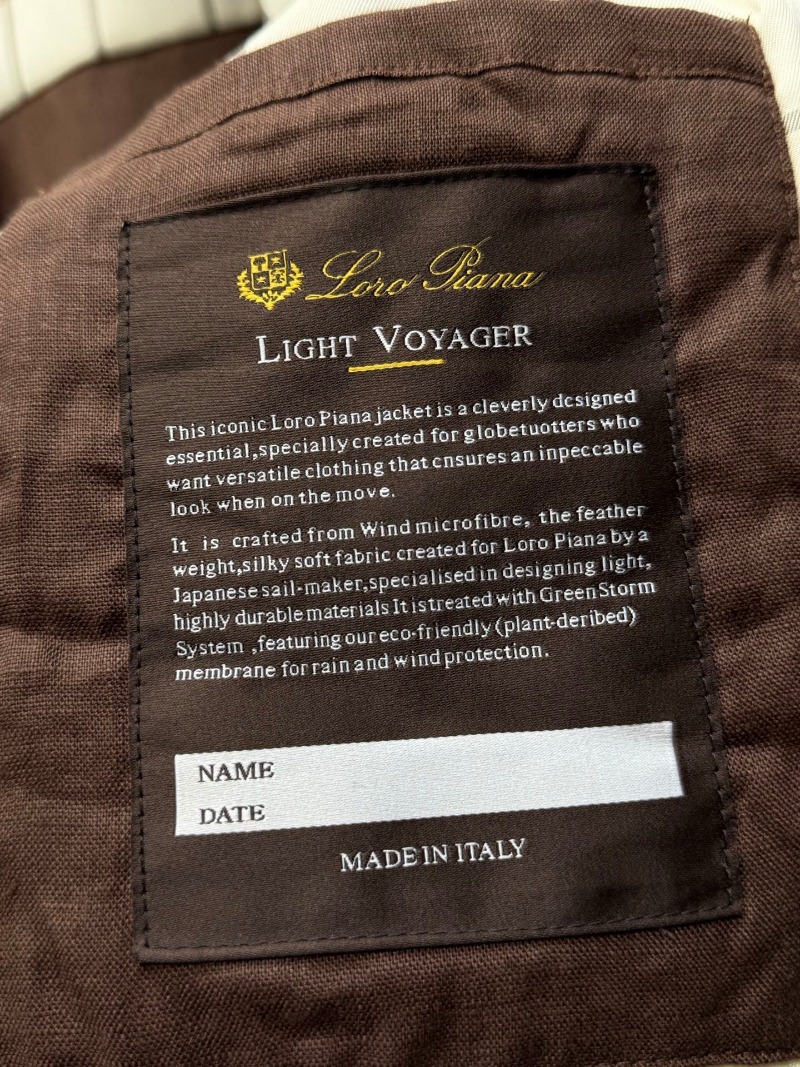 Loro Piana
LIGHT VOYAGER
This iconic Loro Piana jacket is a cleverly dcsigned
essential,specially created for globetuotters who
want versatile clothing that cnsures an inpeccable
look when on the move.
It is crafted from Wind microfibre, the feather
weight,silky soft fabric created for Loro Piana by a
Japanese sail-maker,specialised in designing light,
highly durable materials It is treated with Green Storm
System ,featuring our eco-friendly (plant-deribed)
membrane for rain and wind protection.
NAME
DATE
MADE IN ITALY